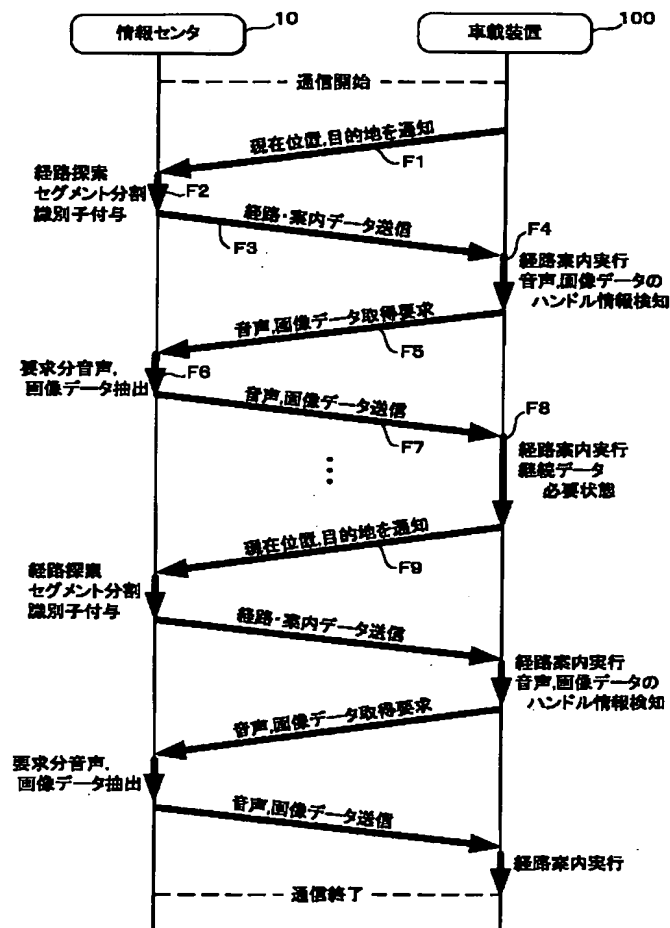 情報センタ
10
車載装置
100
通信開始
現在位置,目的地を通知
F1
経路探索
セグメント分割
識別子付与
F2
経路・案内データ送信
F3
F4
経路案内実行
音声,画像データの
ハンドル情報検知
音声,画像データ取得要求
F5
要求分音声,
画像データ抽出
F6
音声,画像データ送信
F7
F8
経路案内実行
継続データ
必要状態
現在位置,目的地を通知
F9
経路探索
セグメント分割
識別子付与
経路・案内データ送信
経路案内実行
音声,画像データの
ハンドル情報検知
音声,画像データ取得要求
要求分音声,
画像データ抽出
音声,画像データ送信
経路案内実行
通信終了